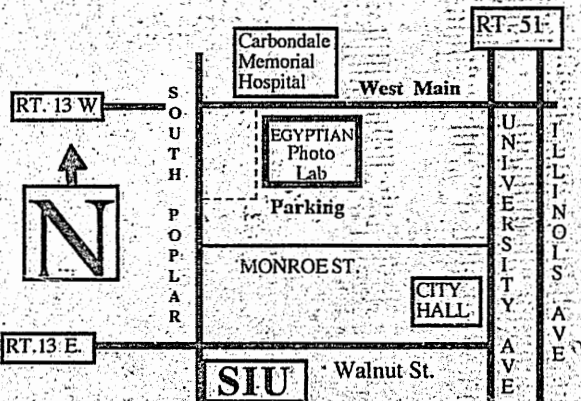 RT. 51
Carbondale
Memorial
Hospital
West Main
RT. 13 W
SOUTH POPLAR
EGYPTIAN
Photo
Lab
UNIVERSITY AVE
ILLINOIS AVE
Parking
N
MONROE ST.
CITY
HALL
RT.13 E.
SIU
Walnut St.